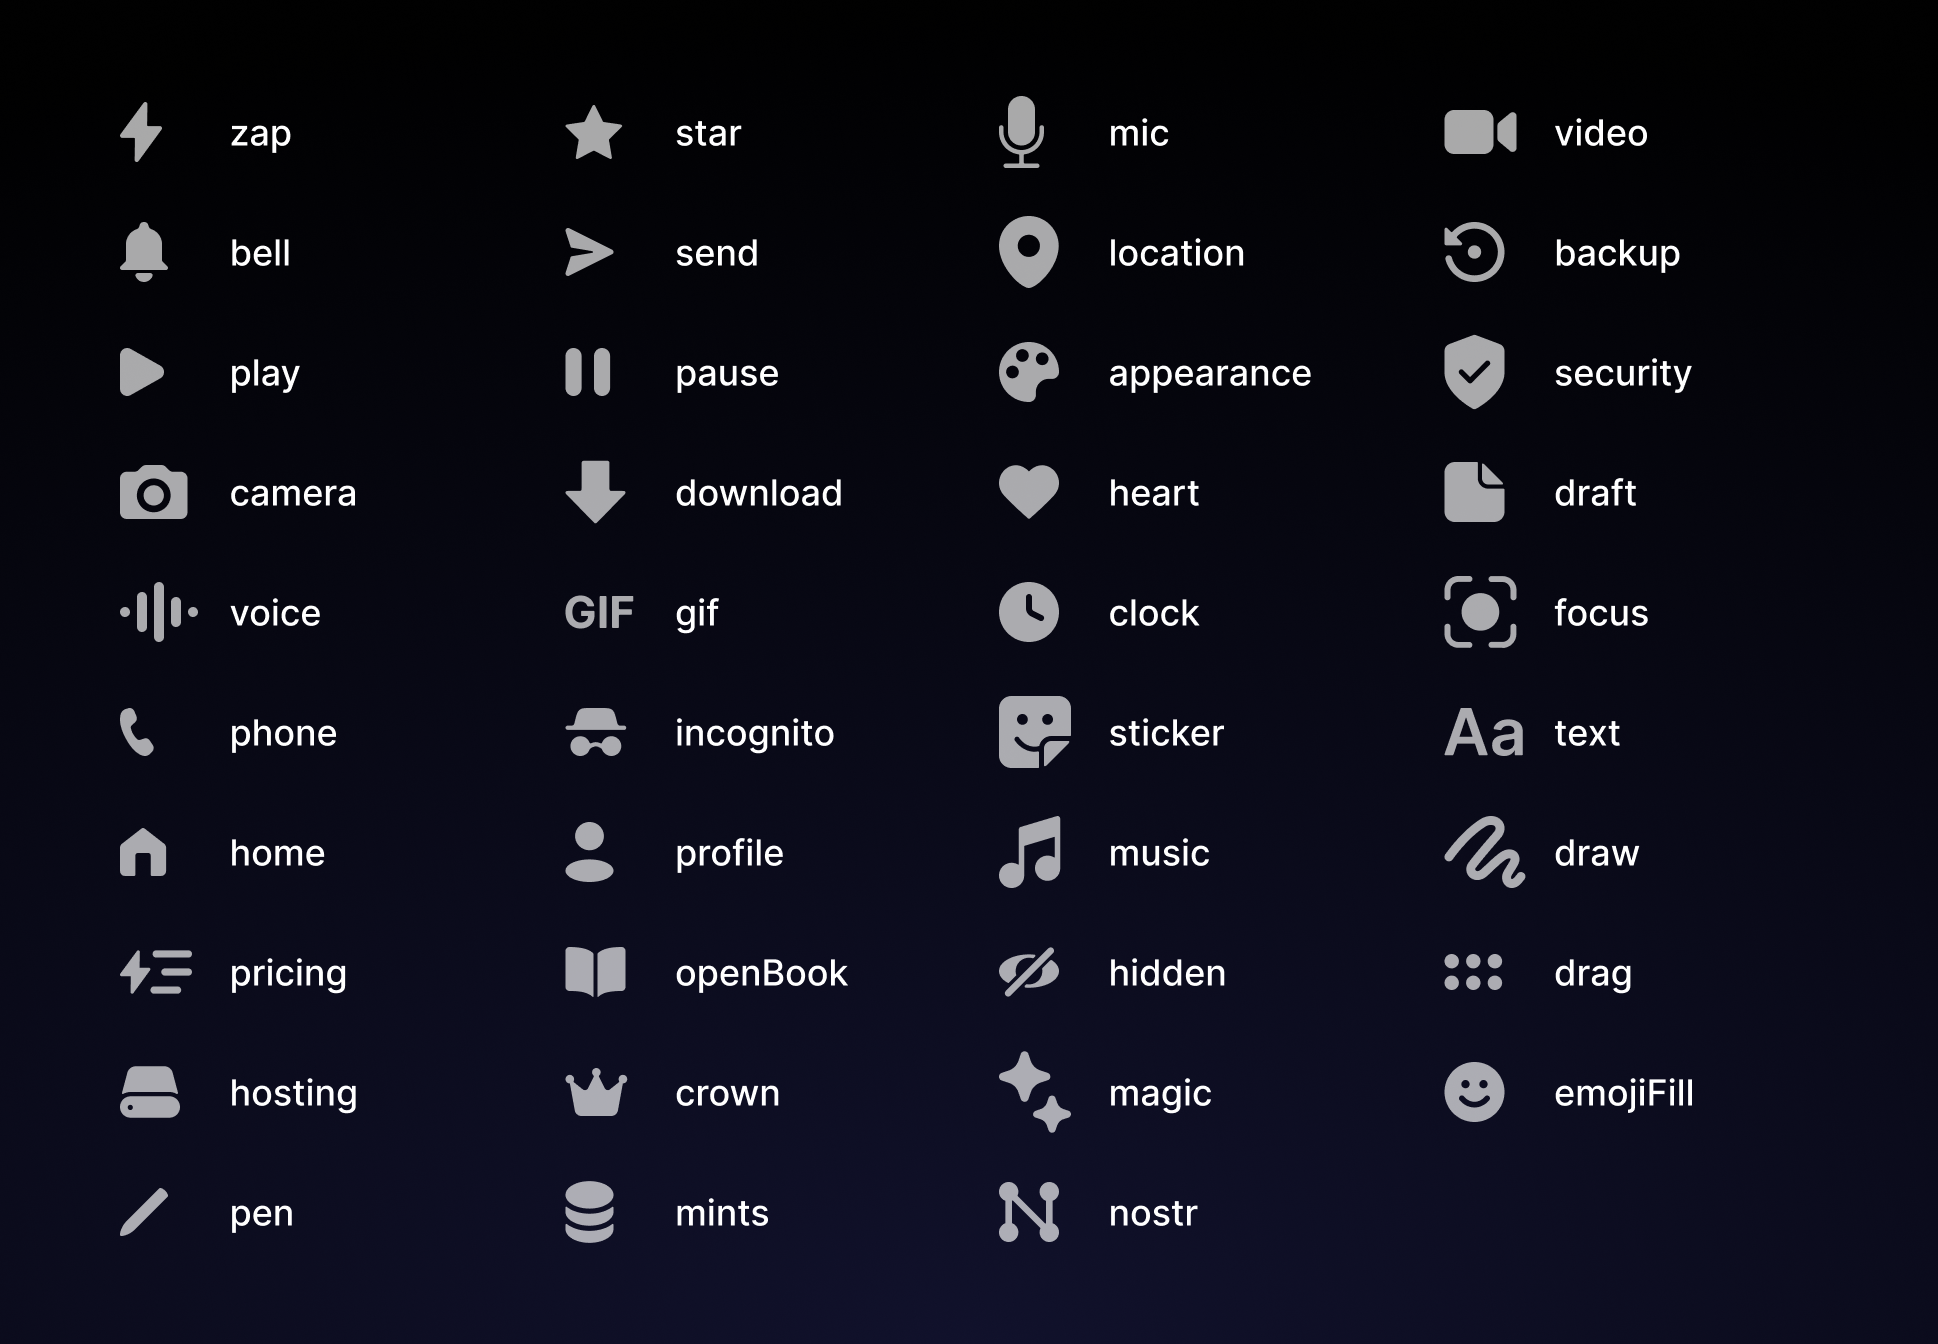 zap star mic video
bell send location backup
play pause appearance security
camera download heart draft
voice GIF gif clock focus
phone incognito sticker Aa text
home profile music draw
pricing openBook hidden drag
hosting crown magic emojiFill
pen mints nostr